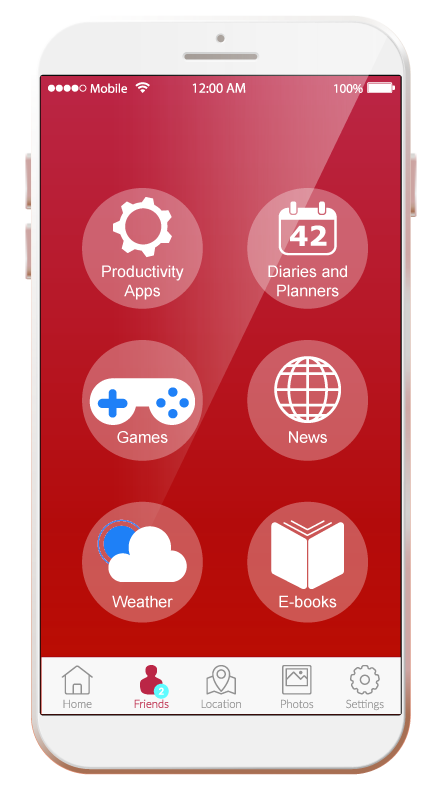 Mobile 12:00 AM 100%
Productivity
Apps
42
Diaries and
Planners
Games
News
Weather
E-books
2
Home Friends Location Photos Settings